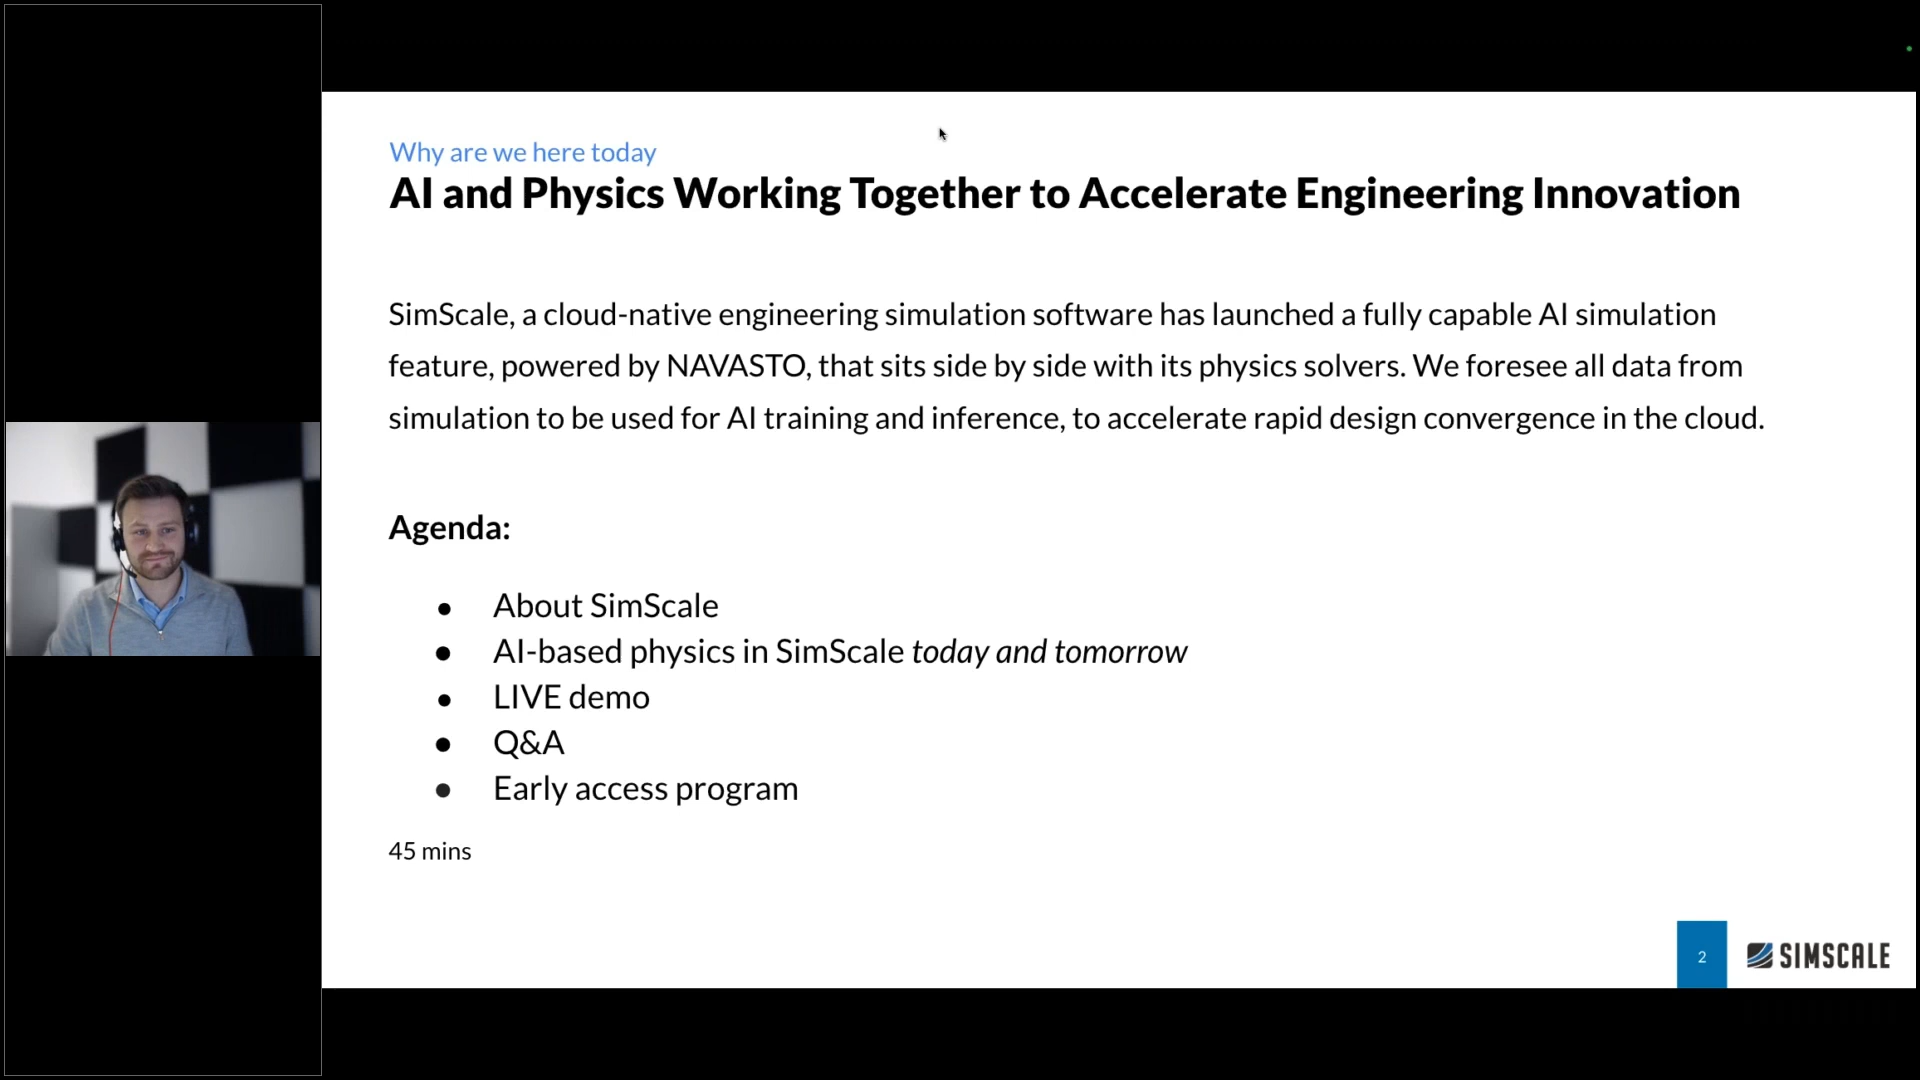 Why are we here today
AI and Physics Working Together to Accelerate Engineering Innovation
SimScale, a cloud-native engineering simulation software has launched a fully capable AI simulation
feature, powered by NAVASTO, that sits side by side with its physics solvers. We foresee all data from
simulation to be used for AI training and inference, to accelerate rapid design convergence in the cloud.
Agenda:
● About SimScale
● AI-based physics in SimScale today and tomorrow
● LIVE demo
● Q&A
● Early access program
45 mins
2
SIMSCALE